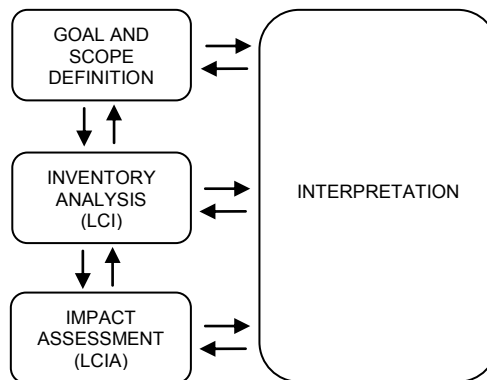 GOAL AND
SCOPE
DEFINITION
INVENTORY
ANALYSIS
(LCI)
INTERPRETATION
IMPACT
ASSESSMENT
(LCIA)